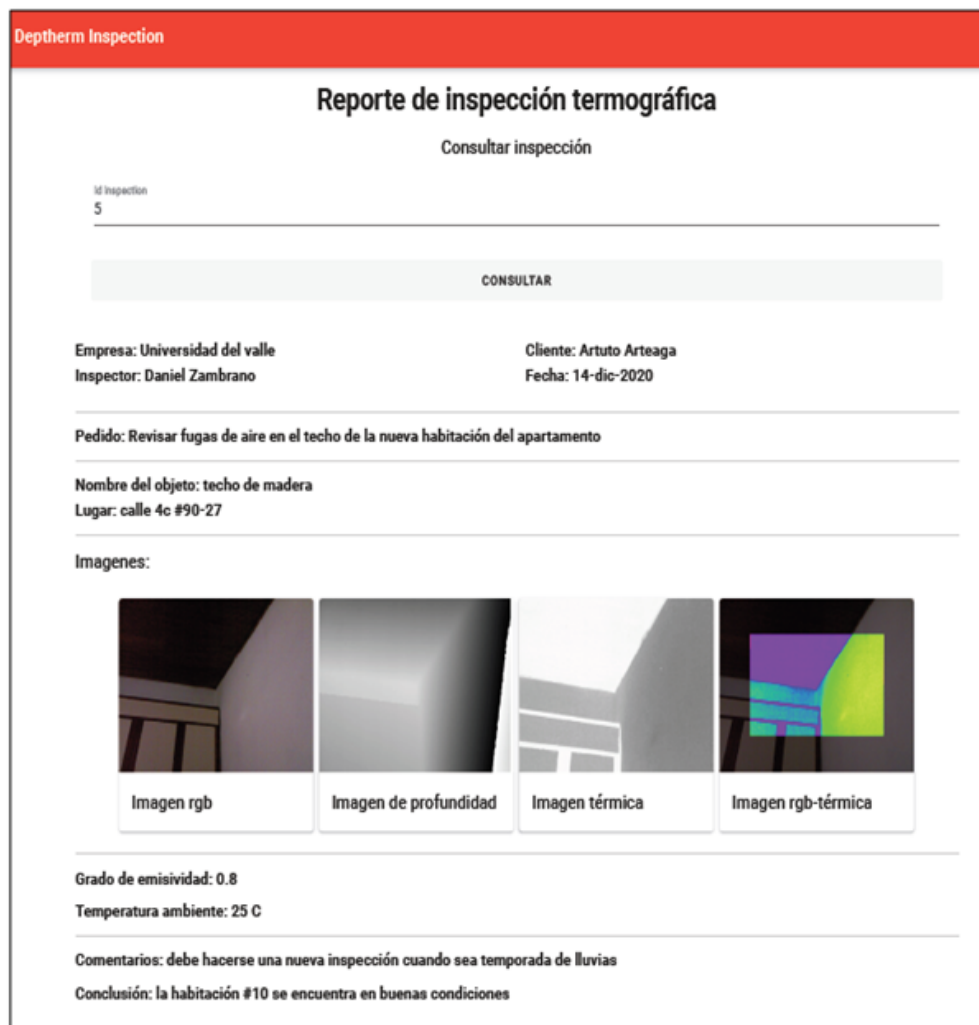 Deptherm Inspection
Reporte de inspección termográfica
Consultar inspección
Id Inspection
5
CONSULTAR
Empresa: Universidad del valle
Cliente: Artuto Arteaga
Inspector: Daniel Zambrano
Fecha: 14-dic-2020
Pedido: Revisar fugas de aire en el techo de la nueva habitación del apartamento
Nombre del objeto: techo de madera
Lugar: calle 4c #90-27
Imagenes:
Imagen rgb
Imagen de profundidad
Imagen térmica
Imagen rgb-térmica
Grado de emisividad: 0.8
Temperatura ambiente: 25 C
Comentarios: debe hacerse una nueva inspección cuando sea temporada de lluvias
Conclusión: la habitación #10 se encuentra en buenas condiciones